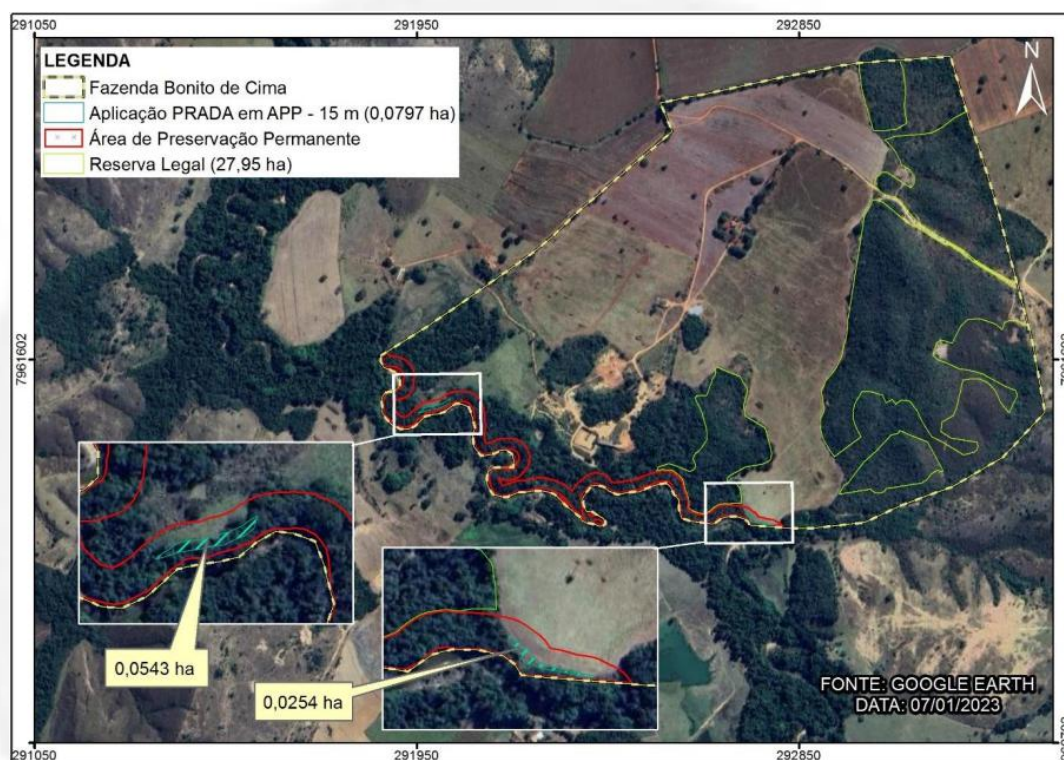 291050
291950
292850
LEGENDA
Fazenda Bonito de Cima
Aplicação PRADA em APP - 15 m (0,0797 ha)
Área de Preservação Permanente
Reserva Legal (27,95 ha)
N
7961602
0,0543 ha
0,0254 ha
FONTE: GOOGLE EARTH
DATA: 07/01/2023
291050
291950
292850